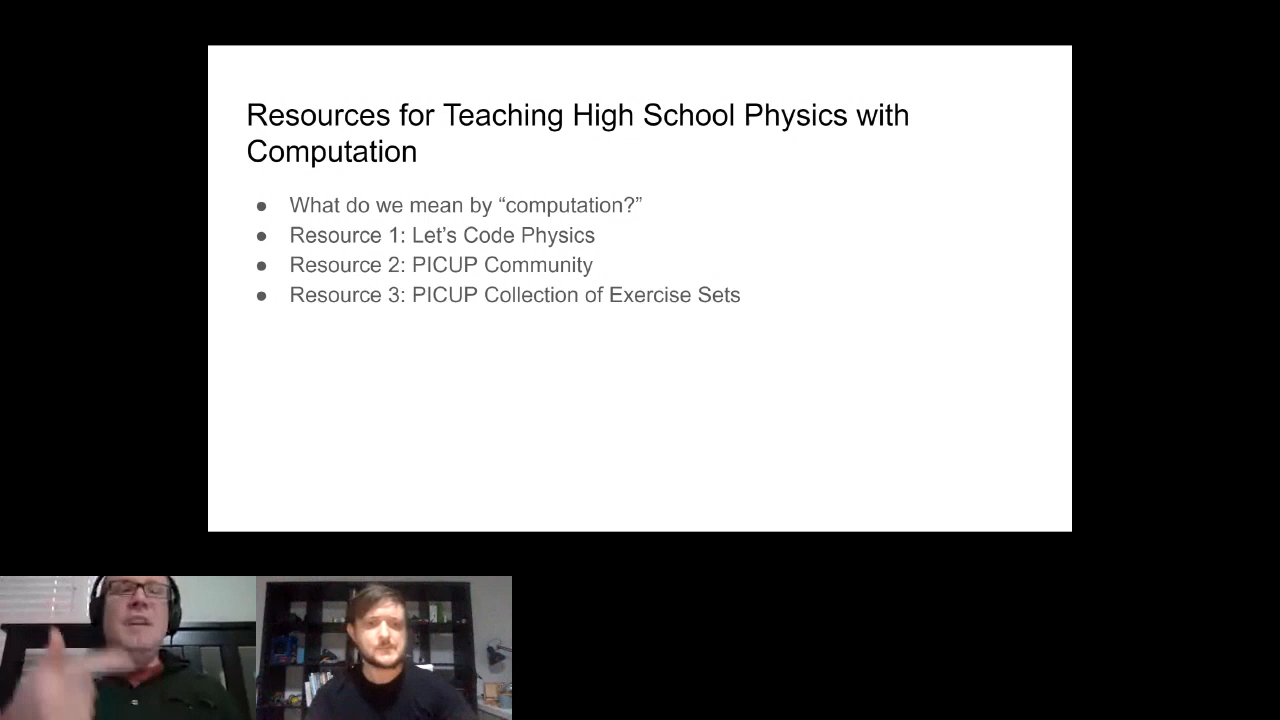 Resources for Teaching High School Physics with
Computation
● What do we mean by “computation?”
● Resource 1: Let’s Code Physics
● Resource 2: PICUP Community
● Resource 3: PICUP Collection of Exercise Sets